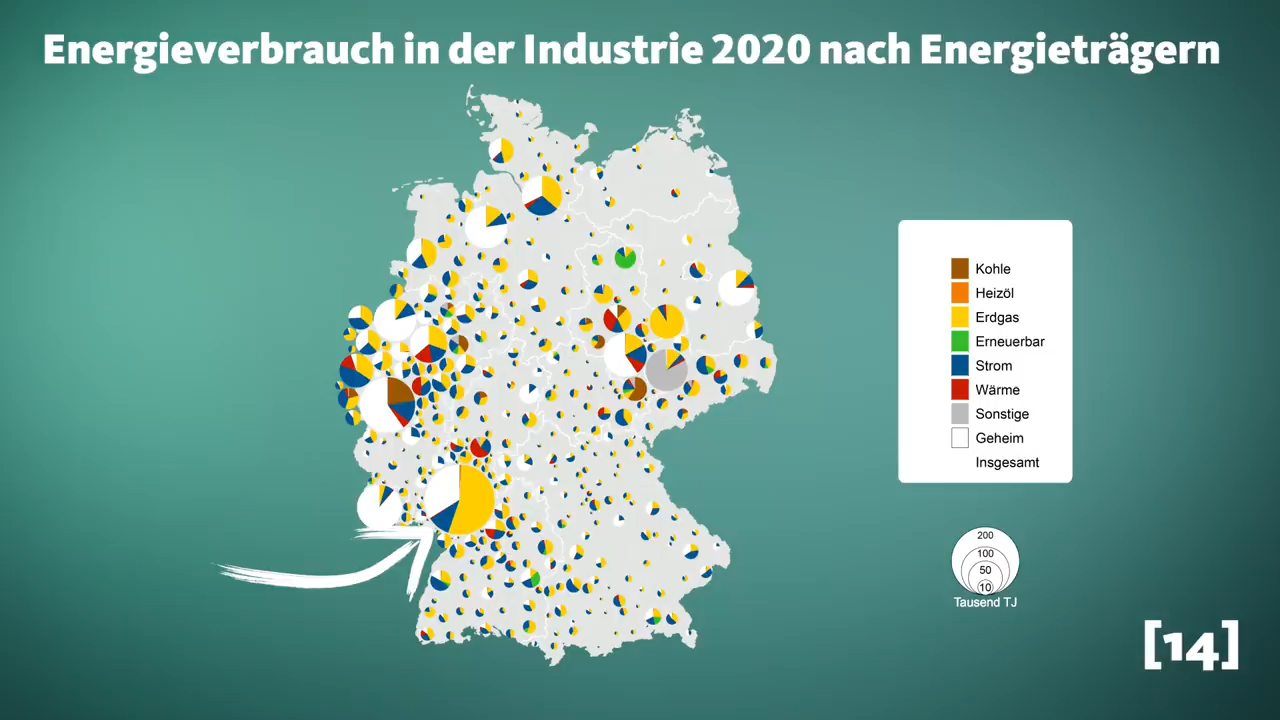 Energieverbrauch in der Industrie 2020 nach Energieträgern
Kohle
Heizöl
Erdgas
Erneuerbar
Strom
Wärme
Sonstige
Geheim
Insgesamt
200
100
50
10
Tausend TJ
[14]